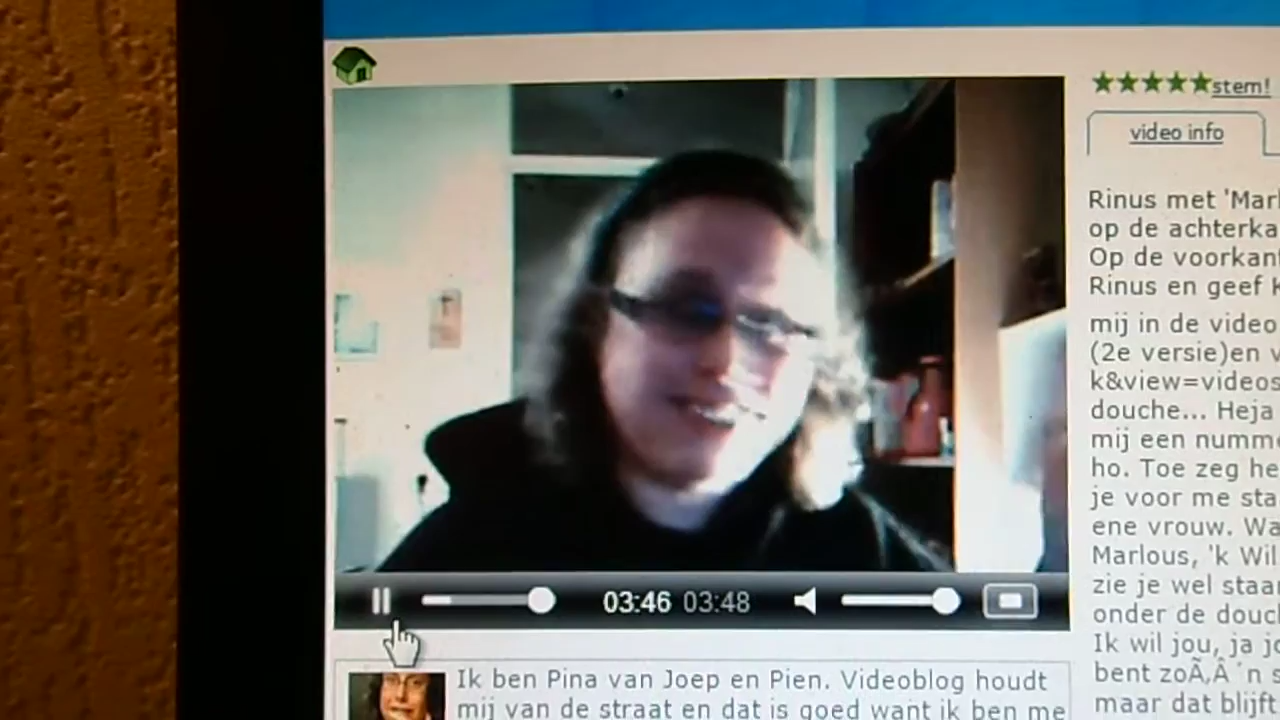 stem!
video info
Rinus met 'Marl
op de achterka
Op de voorkant
Rinus en geef K
mij in de video
(2e versie)en v
k&view=videos
douche... Heja
mij een numme
ho. Toe zeg he
je voor me sta
ene vrouw. Wa
Marlous, 'k Wil
zie je wel staan
onder de douch
Ik wil jou, ja jo
bent zoÃ‚Â´n s
maar dat blijft
03:46 03:48
Ik ben Pina van Joep en Pien. Videoblog houdt
mij van de straat en dat is goed want ik ben me